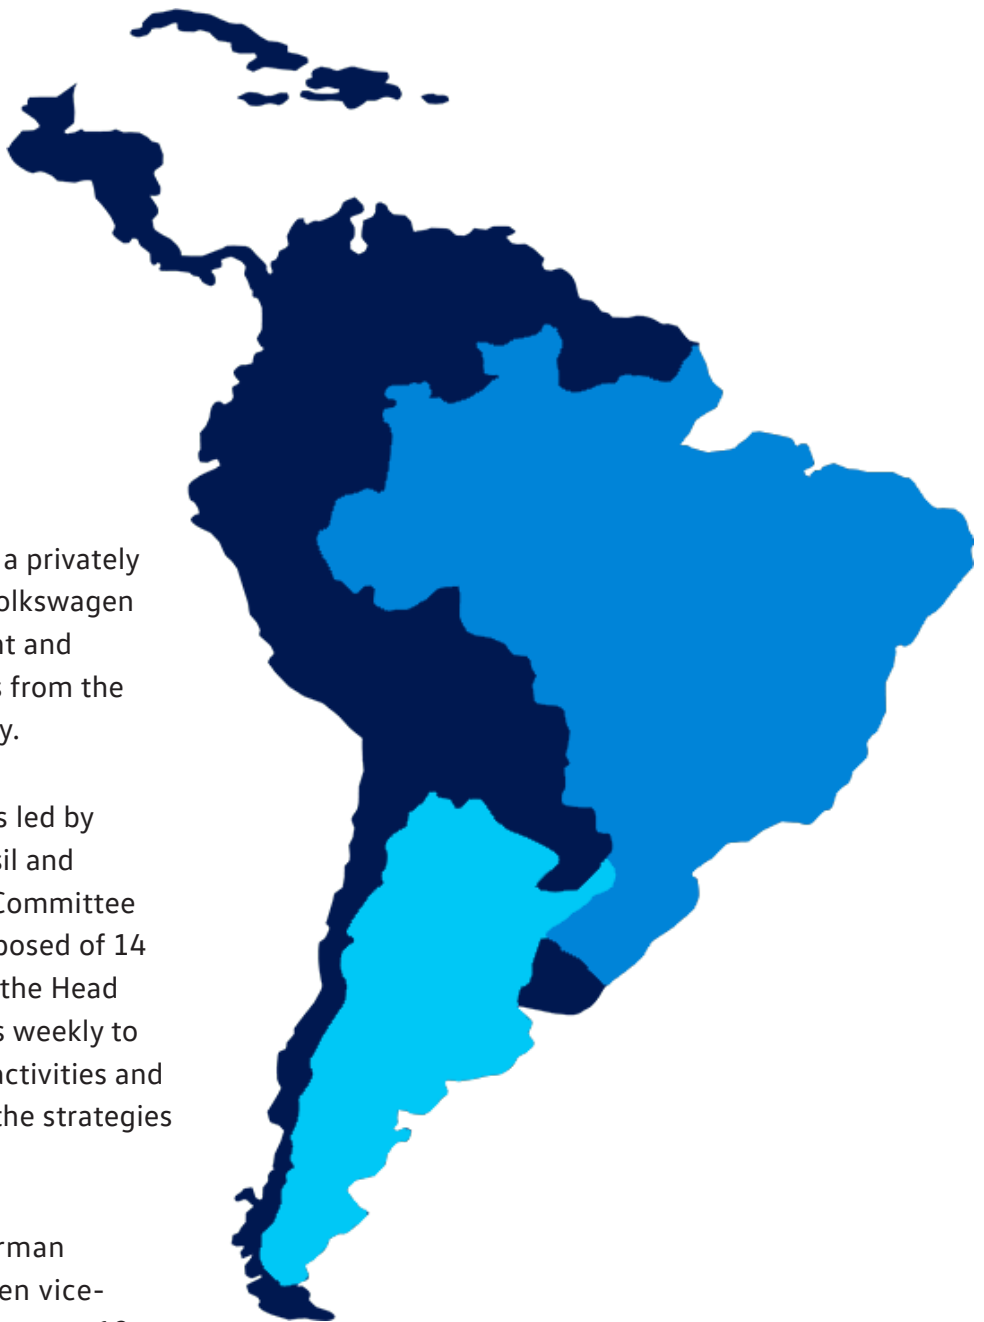 a privately
olkswagen
nt and
s from the
y.
s led by
sil and
Committee
posed of 14
the Head
s weekly to
activities and
the strategies
rman
en vice-